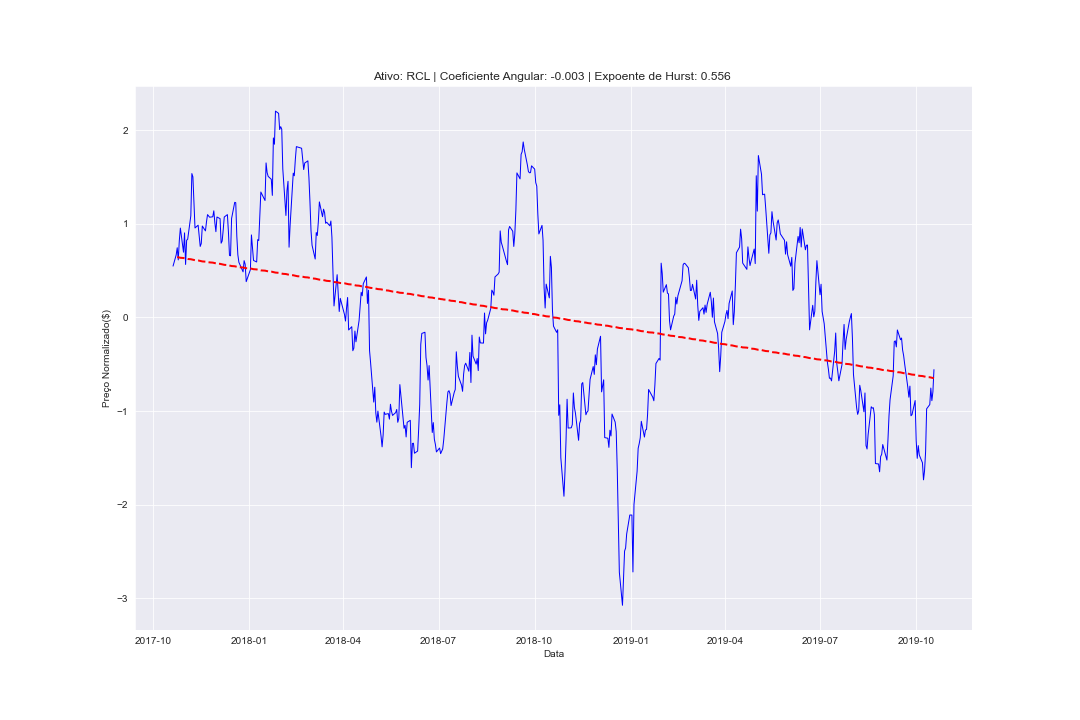 Ativo: RCL | Coeficiente Angular: -0.003 | Expoente de Hurst: 0.556
Preço Normalizado($)
2
1
0
−1
−2
−3
2017-10 2018-01 2018-04 2018-07 2018-10 2019-01 2019-04 2019-07 2019-10
Data